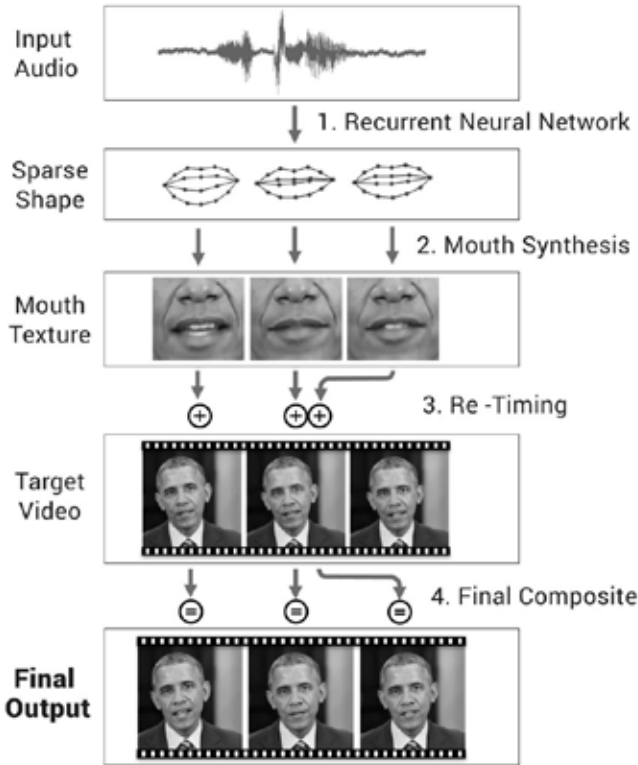 Input
Audio
1. Recurrent Neural Network
Sparse
Shape
2. Mouth Synthesis
Mouth
Texture
3. Re -Timing
Target
Video
4. Final Composite
Final
Output